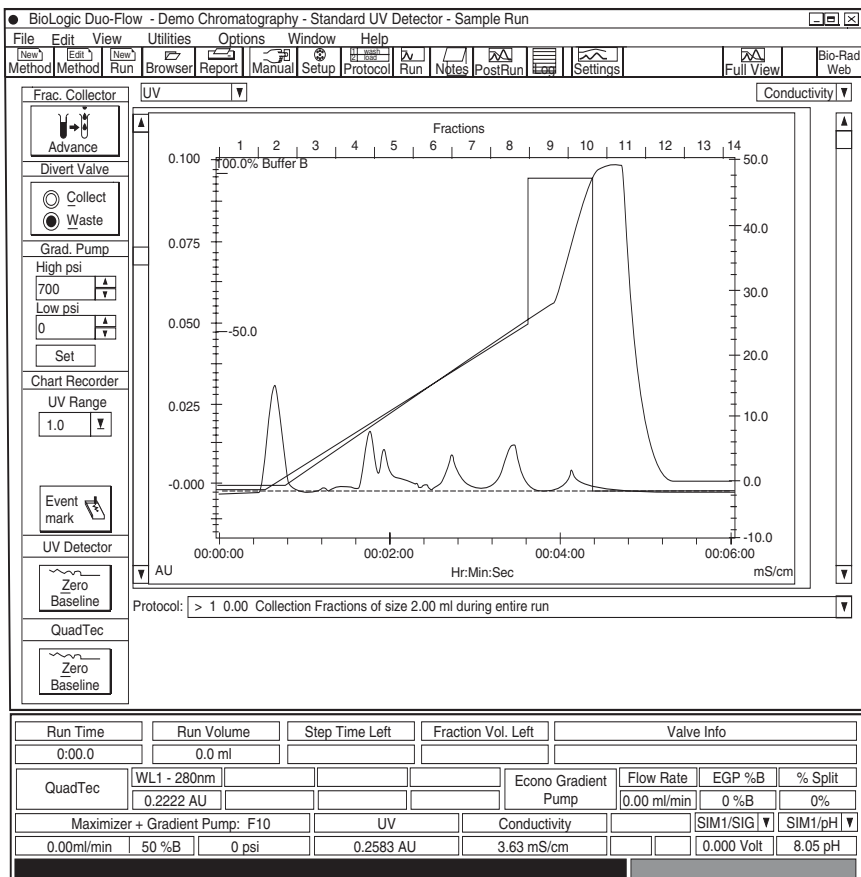 BioLogic Duo-Flow - Demo Chromatography - Standard UV Detector - Sample Run
File Edit View Utilities Options Window Help
New Method
Edit Method
New Run
Browser
Report
Manual
Setup
1 wash 2 load Protocol
Run
Notes
PostRun
Log
Settings
Full View
Bio-Rad Web
Frac. Collector
Advance
Divert Valve
Collect
Waste
Grad. Pump
High psi
700
Low psi
0
Set
Chart Recorder
UV Range
1.0
Event mark
UV Detector
Zero Baseline
QuadTec
Zero Baseline
UV
Conductivity
Fractions
1 2 3 4 5 6 7 8 9 10 11 12 13 14
100.0% Buffer B
-50.0
0.100
0.075
0.050
0.025
-0.000
50.0
40.0
30.0
20.0
10.0
0.0
-10.0
00:00:00 00:02:00 00:04:00 00:06:00
AU Hr:Min:Sec mS/cm
Protocol: > 1 0.00 Collection Fractions of size 2.00 ml during entire run
Run Time Run Volume Step Time Left Fraction Vol. Left Valve Info
0:00.0 0.0 ml
QuadTec WL1 - 280nm Econo Gradient Pump Flow Rate EGP %B % Split
0.2222 AU 0.00 ml/min 0 %B 0%
Maximizer + Gradient Pump: F10 UV Conductivity SIM1/SIG SIM1/pH
0.00ml/min 50 %B 0 psi 0.2583 AU 3.63 mS/cm 0.000 Volt 8.05 pH